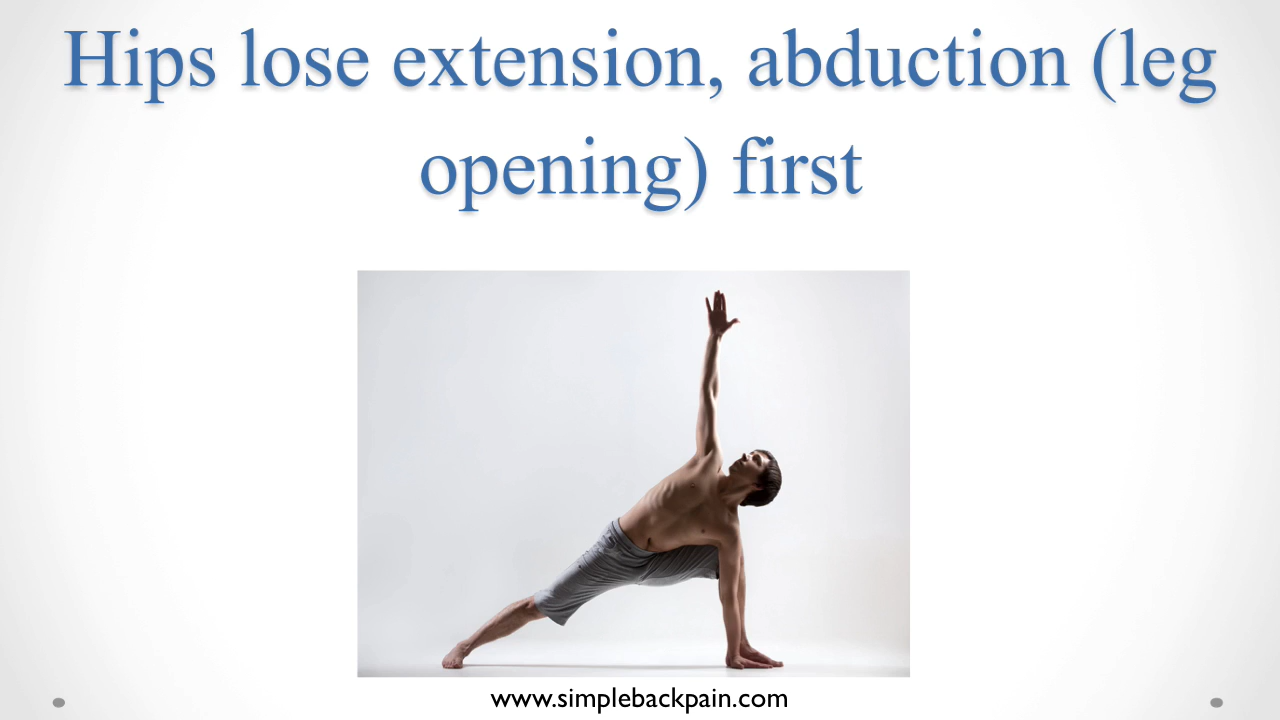 Hips lose extension, abduction (leg
opening) first
www.simplebackpain.com